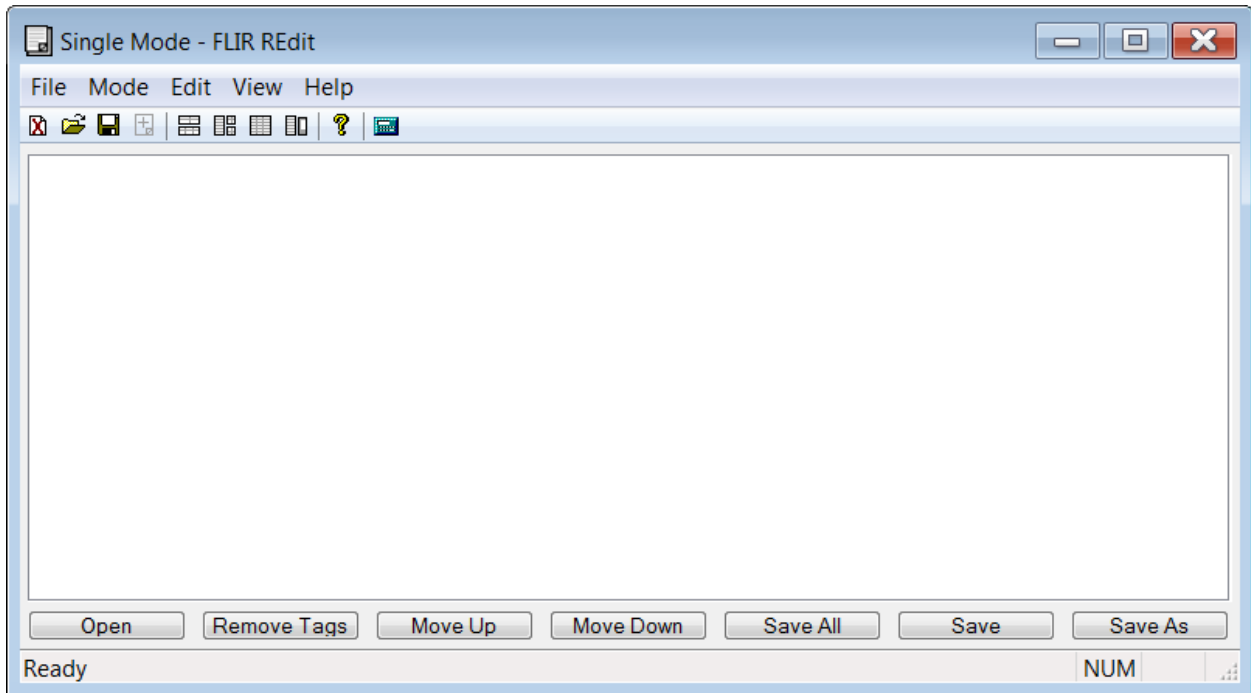 Single Mode - FLIR REdit
File Mode Edit View Help
Open Remove Tags Move Up Move Down Save All Save Save As
Ready NUM